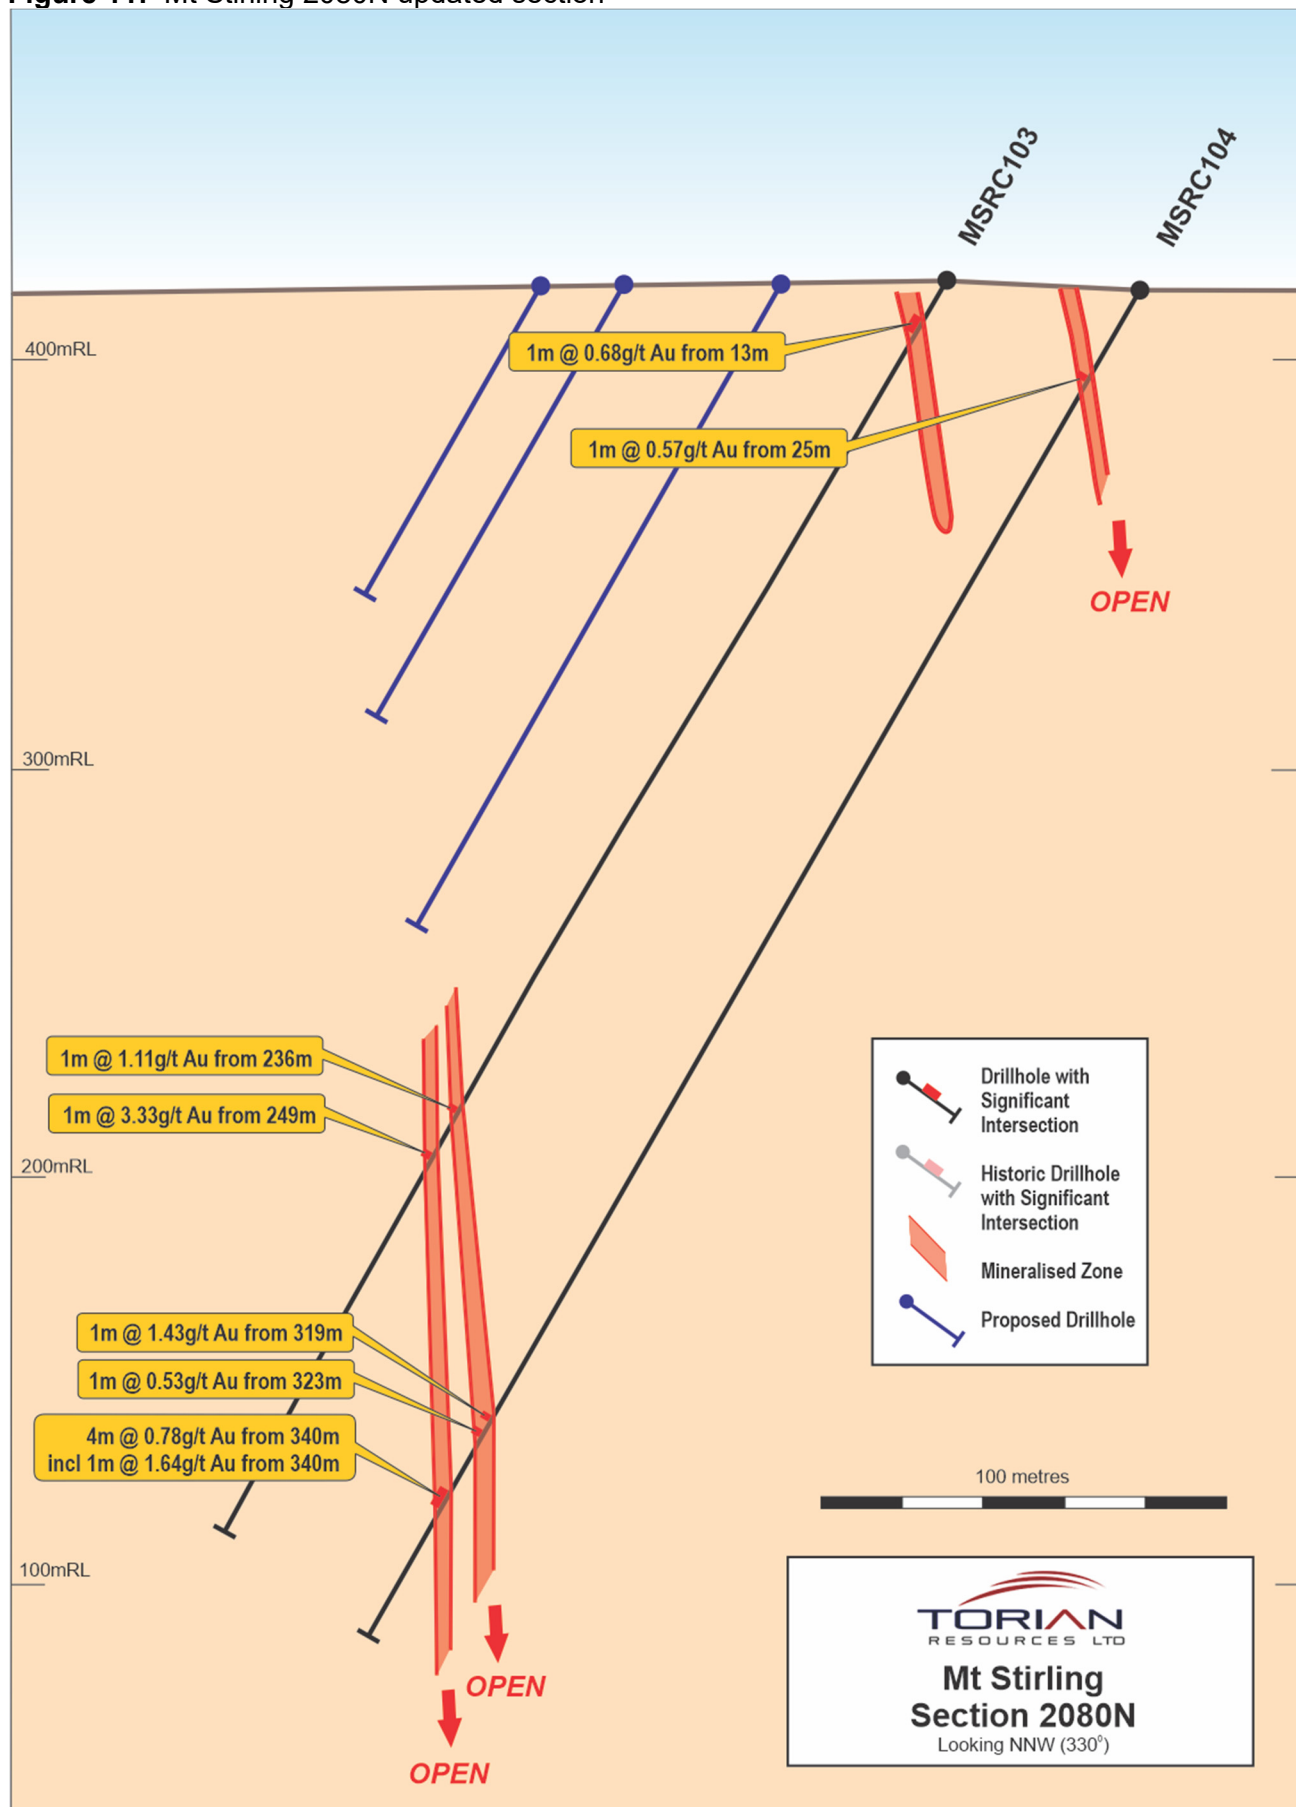 MSRC103
MSRC104
400mRL
1m @ 0.68g/t Au from 13m
1m @ 0.57g/t Au from 25m
OPEN
300mRL
1m @ 1.11g/t Au from 236m
1m @ 3.33g/t Au from 249m
200mRL
1m @ 1.43g/t Au from 319m
1m @ 0.53g/t Au from 323m
4m @ 0.78g/t Au from 340m
incl 1m @ 1.64g/t Au from 340m
100mRL
OPEN
OPEN
Drillhole with
Significant
Intersection
Historic Drillhole
with Significant
Intersection
Mineralised Zone
Proposed Drillhole
100 metres
TORIAN
RESOURCES LTD
Mt Stirling
Section 2080N
Looking NNW (330⁰)